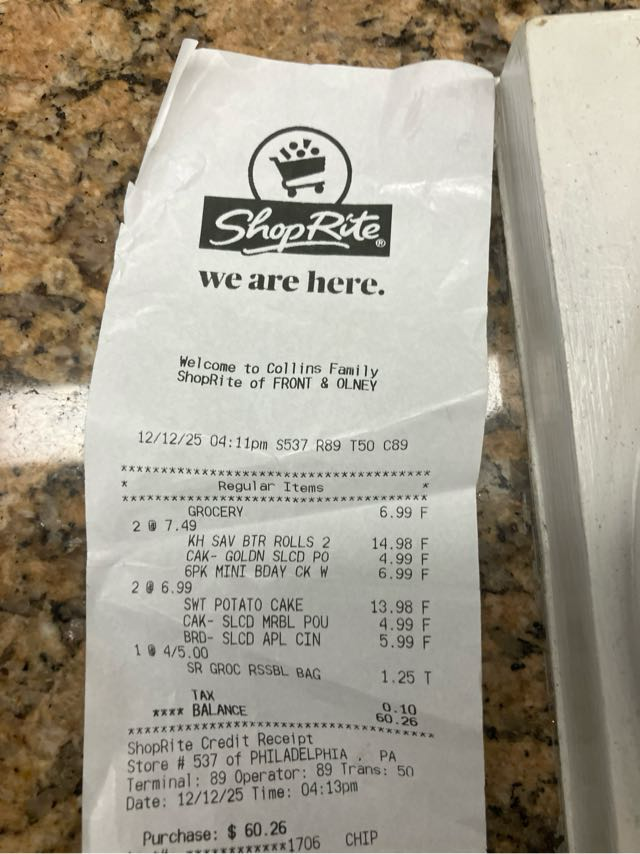 ShopRite®
we are here.
Welcome to Collins Family
ShopRite of FRONT & OLNEY
12/12/25 04:11pm S537 R89 T50 C89
****************************************
* Regular Items *
****************************************
GROCERY 6.99 F
2 @ 7.49
KH SAV BTR ROLLS 2 14.98 F
CAK- GOLDN SLCD PO 4.99 F
6PK MINI BDAY CK W 6.99 F
2 @ 6.99
SWT POTATO CAKE 13.98 F
CAK- SLCD MRBL POU 4.99 F
BRD- SLCD APL CIN 5.99 F
1 @ 4/5.00
SR GROC RSSBL BAG 1.25 T
TAX 0.10
**** BALANCE 60.26
****************************************
ShopRite Credit Receipt
Store # 537 of PHILADELPHIA , PA
Terminal: 89 Operator: 89 Trans: 50
Date: 12/12/25 Time: 04:13pm
Purchase: $ 60.26
************1706 CHIP